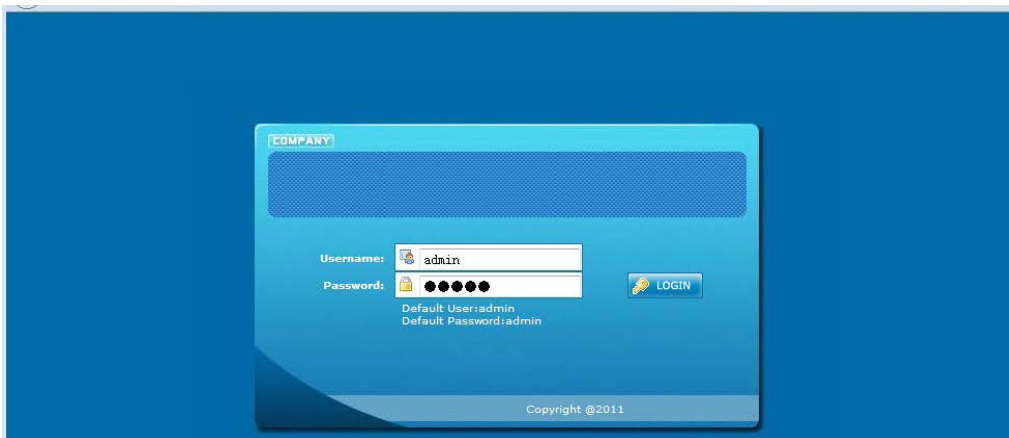 COMPANY
Username: admin
Password: ●●●●●
LOGIN
Default User:admin
Default Password:admin
Copyright @2011